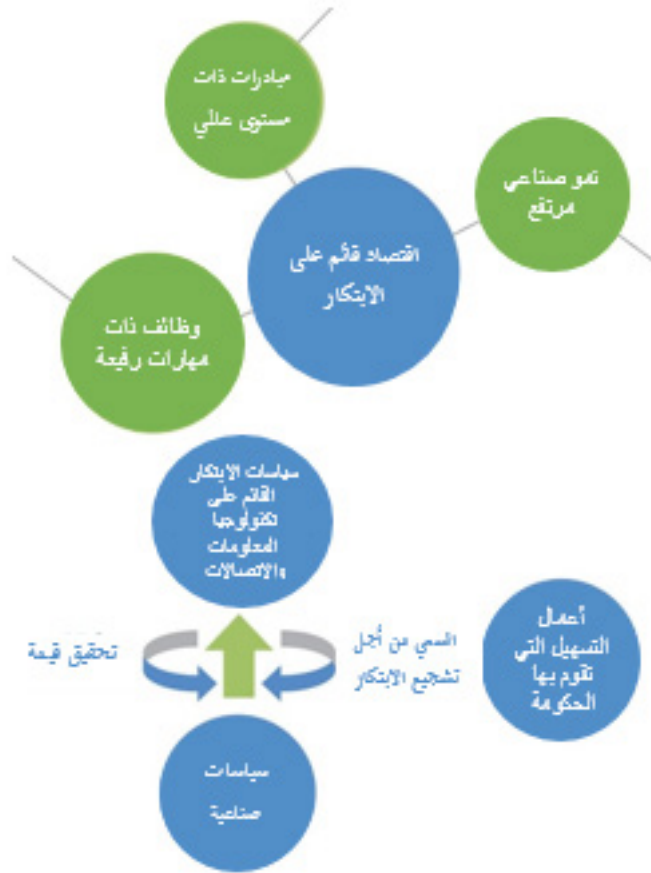 مبادرات ذات
مستوى عالي
نمو صناعي
مرتفع
اقتصاد قائم على
الابتكار
وظائف ذات
مهارات رفيعة
سياسات الابتكار
القائم على
تكنولوجيا
المعلومات
والاتصالات
أعمال
التسهيل التي
تقوم بها
الحكومة
السعي من أجل
تشجيع الابتكار
تحقيق قيمة
سياسات
صناعية